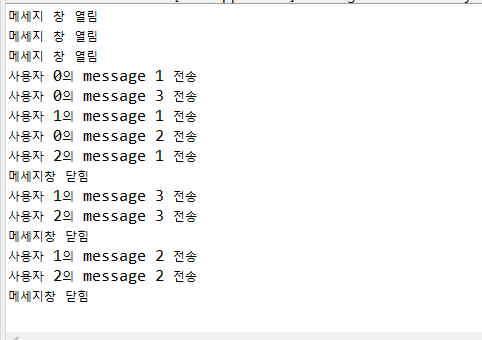 메세지 창 열림
메세지 창 열림
메세지 창 열림
사용자 0의 message 1 전송
사용자 0의 message 3 전송
사용자 1의 message 1 전송
사용자 0의 message 2 전송
사용자 2의 message 1 전송
메세지창 닫힘
사용자 1의 message 3 전송
사용자 2의 message 3 전송
메세지창 닫힘
사용자 1의 message 2 전송
사용자 2의 message 2 전송
메세지창 닫힘